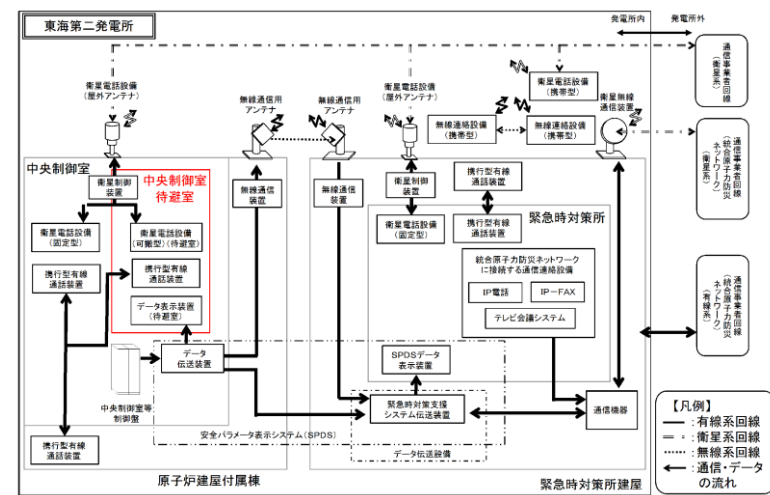 東海第二発電所
発電所内
発電所外
衛星電話設備
(屋外アンテナ)
無線通信用
アンテナ
無線通信用
アンテナ
衛星電話設備
(屋外アンテナ)
衛星電話設備
(携帯型)
無線連絡設備
(携帯型)
無線連絡設備
(携帯型)
衛星無線
通信装置
通信事業者
回線
(衛星系)
通信事業者回線
(統合原子力防災
ネットワーク)
(衛星系)
通信事業者回線
(統合原子力防災
ネットワーク)
(有線系)
中央制御室
衛星制御
装置
中央制御室
待避室
衛星電話設備
(固定型)
衛星電話設備
(可搬型)(待避室)
携行型有線
通話装置
携行型有線
通話装置
データ表示装置
(待避室)
無線通信
装置
無線通信
装置
衛星制御
装置
携行型有線
通話装置
緊急時対策所
衛星電話設備
(固定型)
携行型有線
通話装置
統合原子力防災ネットワーク
に接続する通信連絡設備
IP電話
IP-FAX
テレビ会議システム
データ
伝送装置
SPDSデータ
表示装置
中央制御室等
制御盤
緊急時対策支援
システム伝送装置
通信機器
安全パラメータ表示システム(SPDS)
データ伝送設備
携行型有線
通話装置
原子炉建屋付属棟
緊急時対策所建屋
【凡例】
:有線系回線
:衛星系回線
:無線系回線
:通信・データ
の流れ